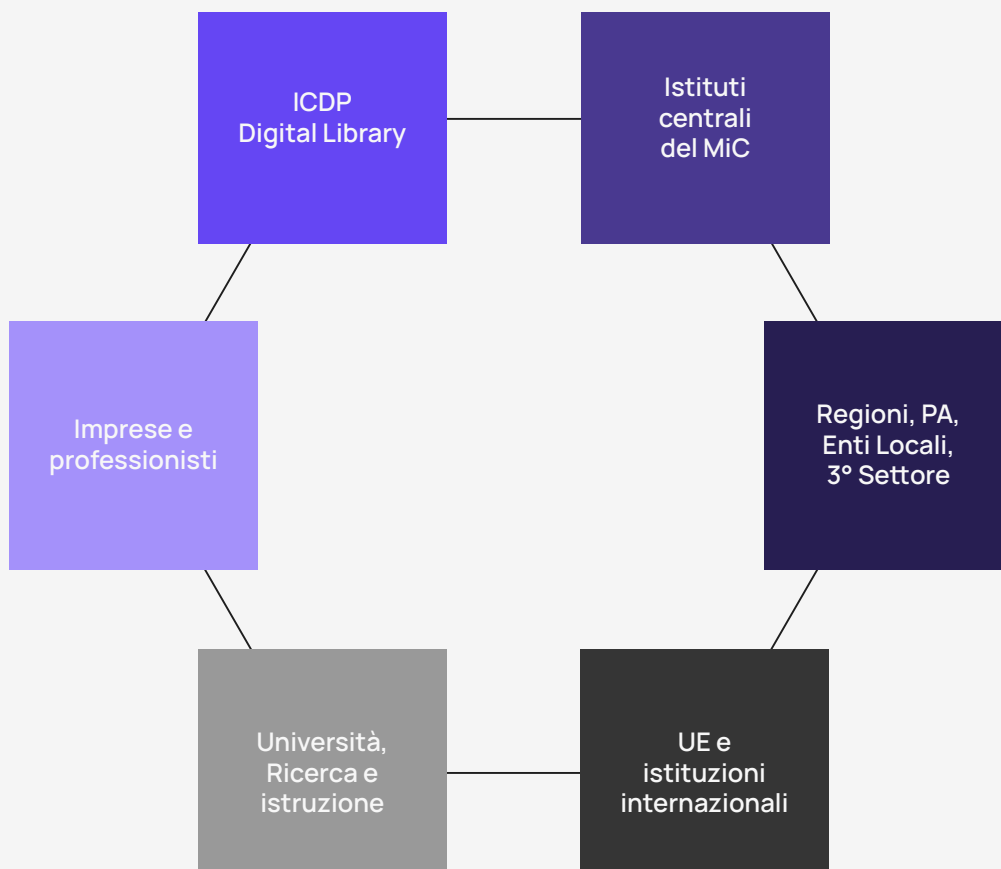 ICDP
Digital Library
Istituti
centrali
del MiC
Imprese e
professionisti
Regioni, PA,
Enti Locali,
3° Settore
Università,
Ricerca e
istruzione
UE e
istituzioni
internazionali